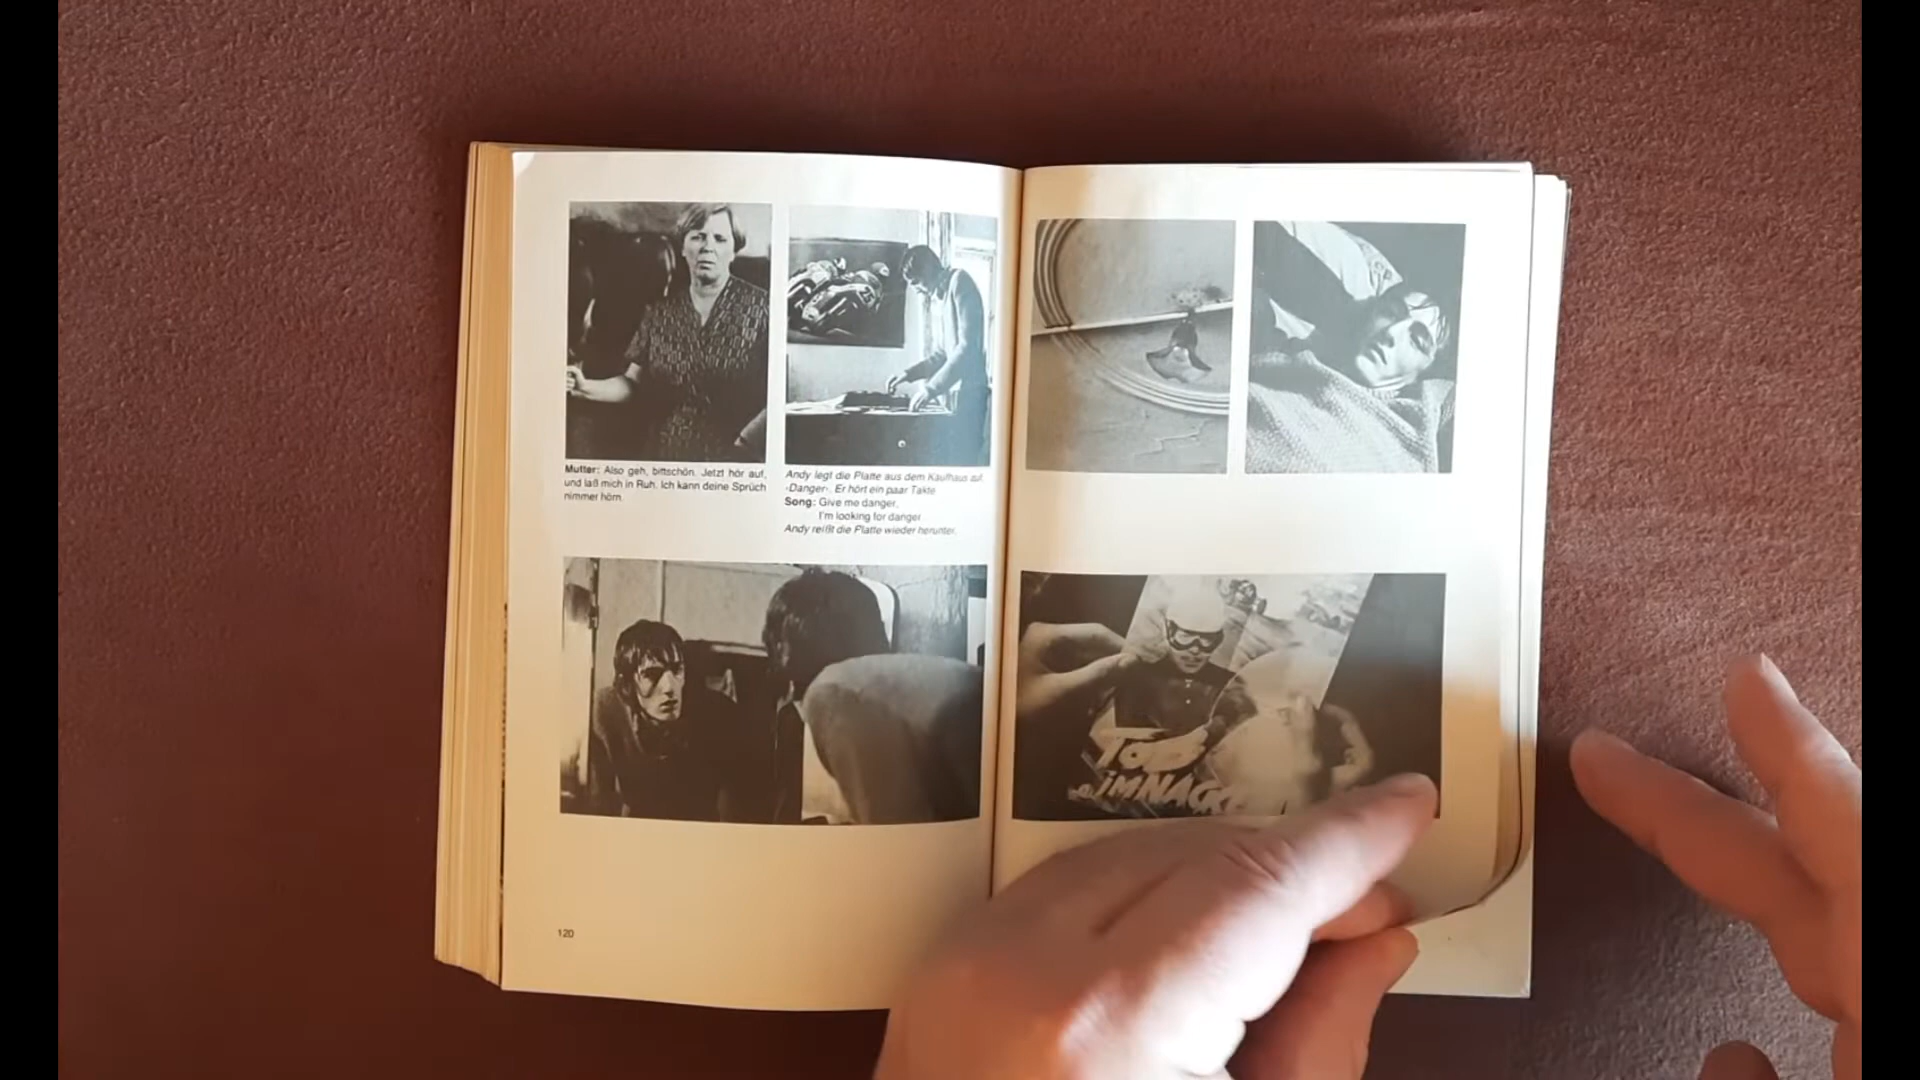 Mutter: Also geh, bittschön. Jetzt hör auf,
und laß mich in Ruh. Ich kann deine Sprüch
nimmer hörn.
Andy legt die Platte aus dem Kaufhaus auf,
›Danger‹. Er hört ein paar Takte
Song: Give me danger,
I'm looking for danger
Andy reißt die Platte wieder herunter.
im NACK
120